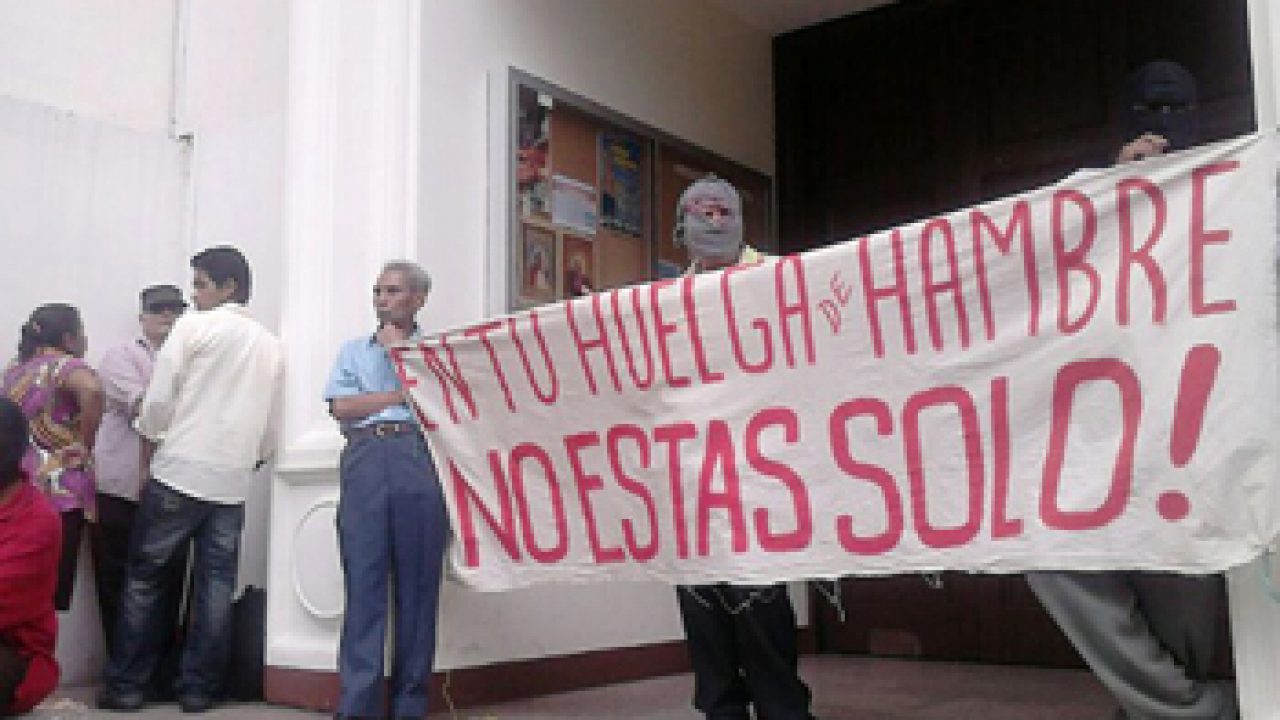 EN TU HUELGA DE HAMBRE
NO ESTAS SOLO!